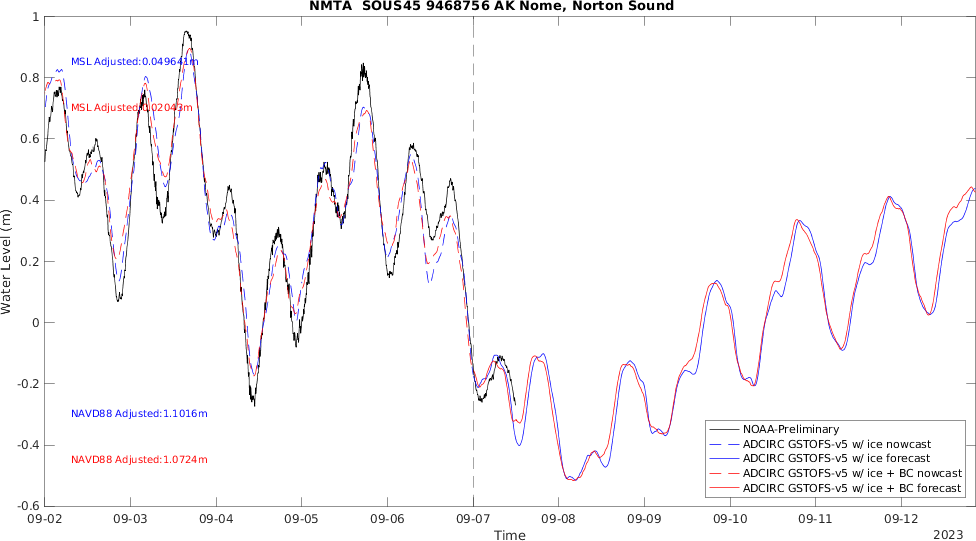 NMTA SOUS45 9468756 AK Nome, Norton Sound
1
0.8
0.6
0.4
0.2
0
-0.2
-0.4
-0.6
Water Level (m)
MSL Adjusted:0.049641m
MSL Adjusted:0.02043m
NAVD88 Adjusted:1.1016m
NAVD88 Adjusted:1.0724m
NOAA-Preliminary
ADCIRC GSTOFS-v5 w/ ice nowcast
ADCIRC GSTOFS-v5 w/ ice forecast
ADCIRC GSTOFS-v5 w/ ice + BC nowcast
ADCIRC GSTOFS-v5 w/ ice + BC forecast
09-02 09-03 09-04 09-05 09-06 09-07 09-08 09-09 09-10 09-11 09-12
Time
2023